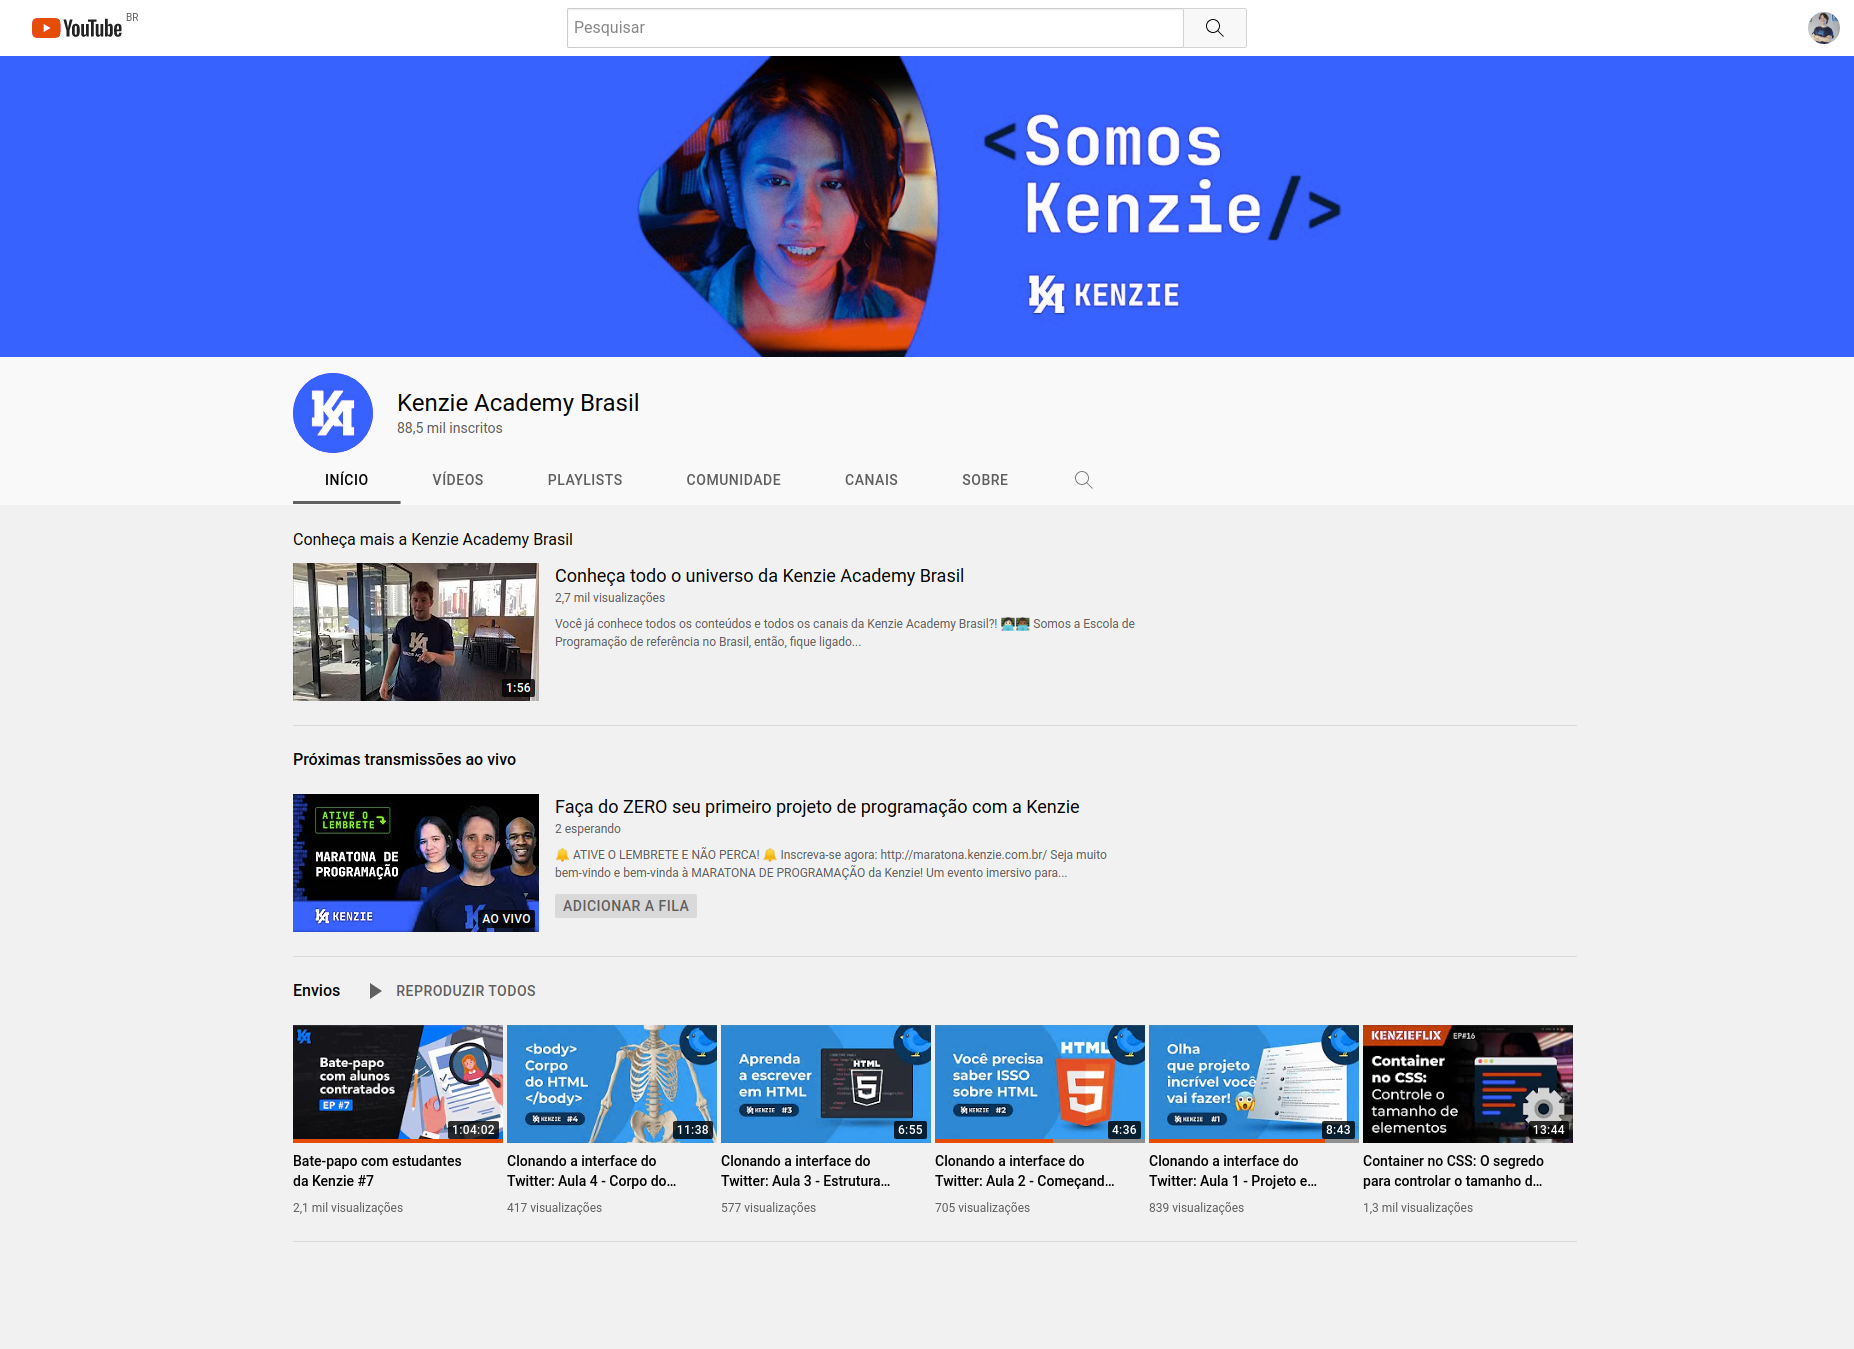 YouTube BR
Pesquisar
<Somos
Kenzie/>
KENZIE
Kenzie Academy Brasil
88,5 mil inscritos
INÍCIO
VÍDEOS
PLAYLISTS
COMUNIDADE
CANAIS
SOBRE
Conheça mais a Kenzie Academy Brasil
1:56
Conheça todo o universo da Kenzie Academy Brasil
2,7 mil visualizações
Você já conhece todos os conteúdos e todos os canais da Kenzie Academy Brasil?! 👩🏻‍💻👨🏾‍💻 Somos a Escola de
Programação de referência no Brasil, então, fique ligado...
Próximas transmissões ao vivo
ATIVE O
LEMBRETE
MARATONA DE
PROGRAMAÇÃO
KENZIE
AO VIVO
Faça do ZERO seu primeiro projeto de programação com a Kenzie
2 esperando
🔔 ATIVE O LEMBRETE E NÃO PERCA! 🔔 Inscreva-se agora: http://maratona.kenzie.com.br/ Seja muito
bem-vindo e bem-vinda à MARATONA DE PROGRAMAÇÃO da Kenzie! Um evento imersivo para...
ADICIONAR A FILA
Envios
REPRODUZIR TODOS
Bate-papo
com alunos
contratados
EP #7
1:04:02
Bate-papo com estudantes
da Kenzie #7
2,1 mil visualizações
<body>
Corpo
do HTML
</body>
KENZIE #4
11:38
Clonando a interface do
Twitter: Aula 4 - Corpo do...
417 visualizações
Aprenda
a escrever
em HTML
KENZIE #3
HTML
5
6:55
Clonando a interface do
Twitter: Aula 3 - Estrutura...
577 visualizações
Você precisa
saber ISSO
sobre HTML
KENZIE #2
HTML
5
4:36
Clonando a interface do
Twitter: Aula 2 - Começand...
705 visualizações
Olha
que projeto
incrível você
vai fazer! 😱
KENZIE #1
8:43
Clonando a interface do
Twitter: Aula 1 - Projeto e...
839 visualizações
KENZIEFLIX EP#16
Container
no CSS:
Controle o
tamanho de
elementos
13:44
Container no CSS: O segredo
para controlar o tamanho d...
1,3 mil visualizações